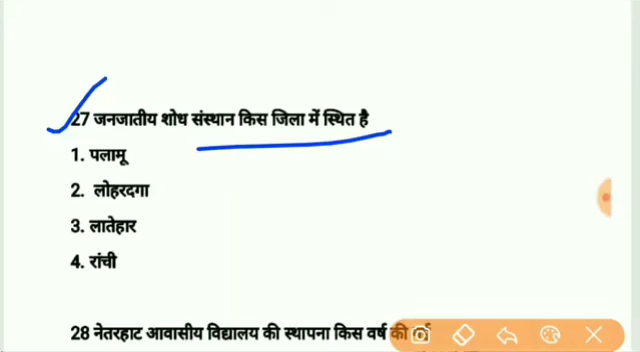 27 जनजातीय शोध संस्थान किस जिला में स्थित है
1. पलामू
2. लोहरदगा
3. लातेहार
4. रांची
28 नेतरहाट आवासीय विद्यालय की स्थापना किस वर्ष की